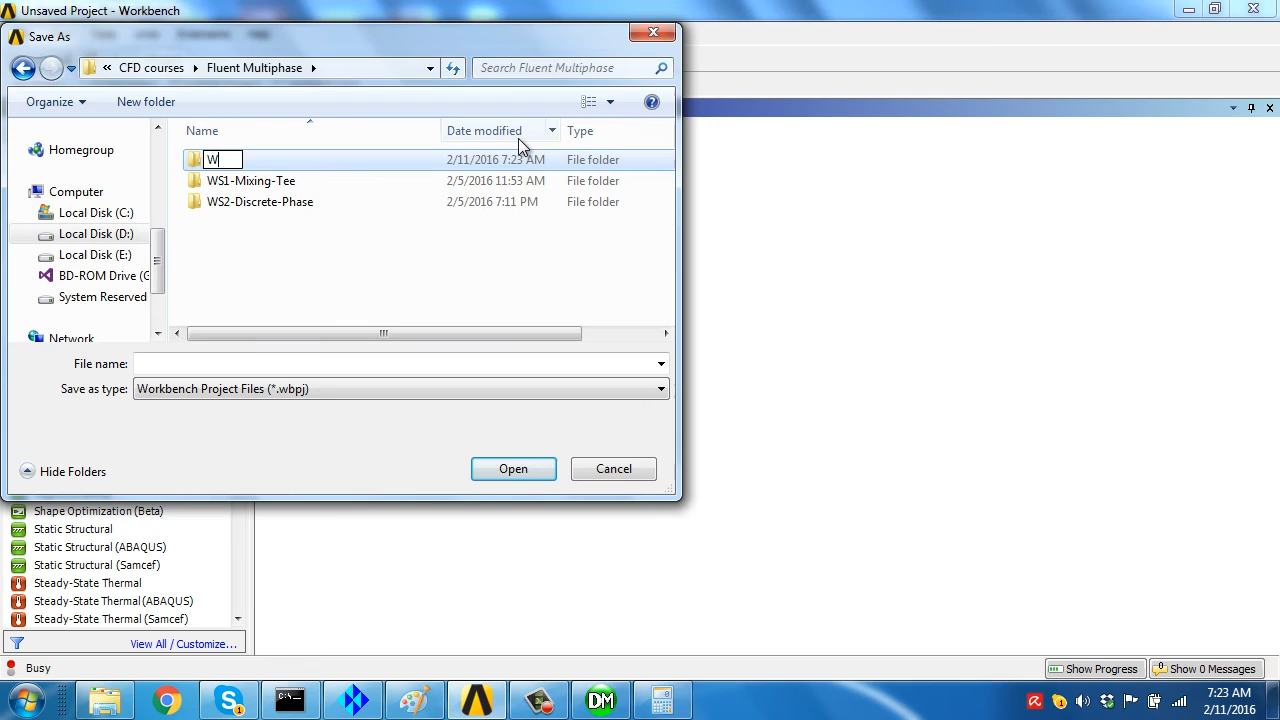 Unsaved Project - Workbench
Save As
« CFD courses Fluent Multiphase
Search Fluent Multiphase
Organize
New folder
Name
Date modified
Type
W
2/11/2016 7:23 AM
File folder
WS1-Mixing-Tee
2/5/2016 11:53 AM
File folder
WS2-Discrete-Phase
2/5/2016 7:11 PM
File folder
Homegroup
Computer
Local Disk (C:)
Local Disk (D:)
Local Disk (E:)
BD-ROM Drive (G
System Reserved
Network
File name:
Save as type:
Workbench Project Files (*.wbpj)
Hide Folders
Open
Cancel
Shape Optimization (Beta)
Static Structural
Static Structural (ABAQUS)
Static Structural (Samcef)
Steady-State Thermal
Steady-State Thermal (ABAQUS)
Steady-State Thermal (Samcef)
View All / Customize...
Busy
Show Progress
Show 0 Messages
DM
7:23 AM
2/11/2016